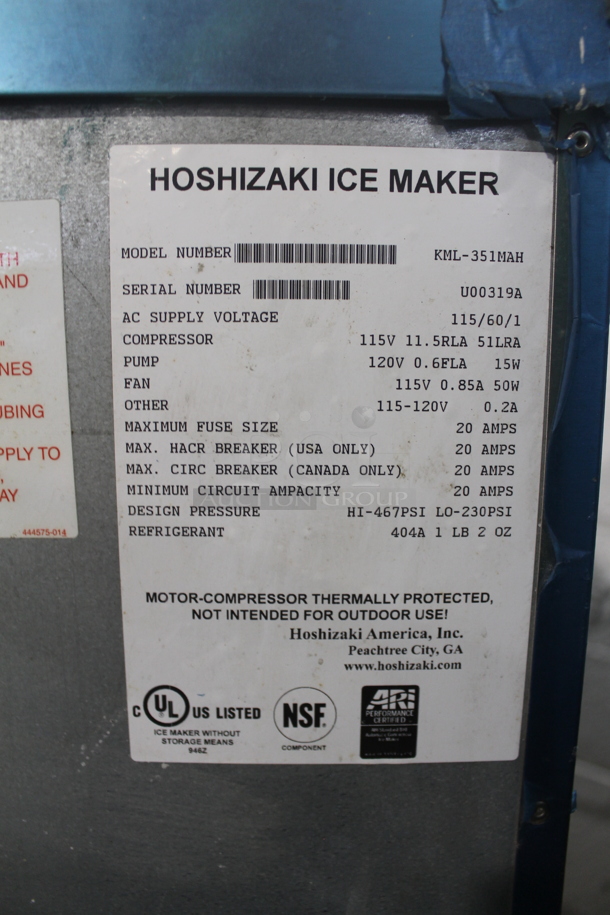 HOSHIZAKI ICE MAKER
MODEL NUMBER KML-351MAH
SERIAL NUMBER U00319A
AC SUPPLY VOLTAGE 115/60/1
COMPRESSOR 115V 11.5RLA 51LRA
PUMP 120V 0.6FLA 15W
FAN 115V 0.85A 50W
OTHER 115-120V 0.2A
MAXIMUM FUSE SIZE 20 AMPS
MAX. HACR BREAKER (USA ONLY) 20 AMPS
MAX. CIRC BREAKER (CANADA ONLY) 20 AMPS
MINIMUM CIRCUIT AMPACITY 20 AMPS
AUCTION GROUP
DESIGN PRESSURE HI-467PSI LO-230PSI
REFRIGERANT 404A 1 LB 2 OZ
MOTOR-COMPRESSOR THERMALLY PROTECTED,
NOT INTENDED FOR OUTDOOR USE!
Hoshizaki America, Inc.
Peachtree City, GA
www.hoshizaki.com
C UL US LISTED
ICE MAKER WITHOUT
STORAGE MEANS
946Z
NSF.
COMPONENT
ARI
PERFORMANCE
CERTIFIED
TH
AND
"
NES
UBING
PPLY TO
,
AY
444575-014